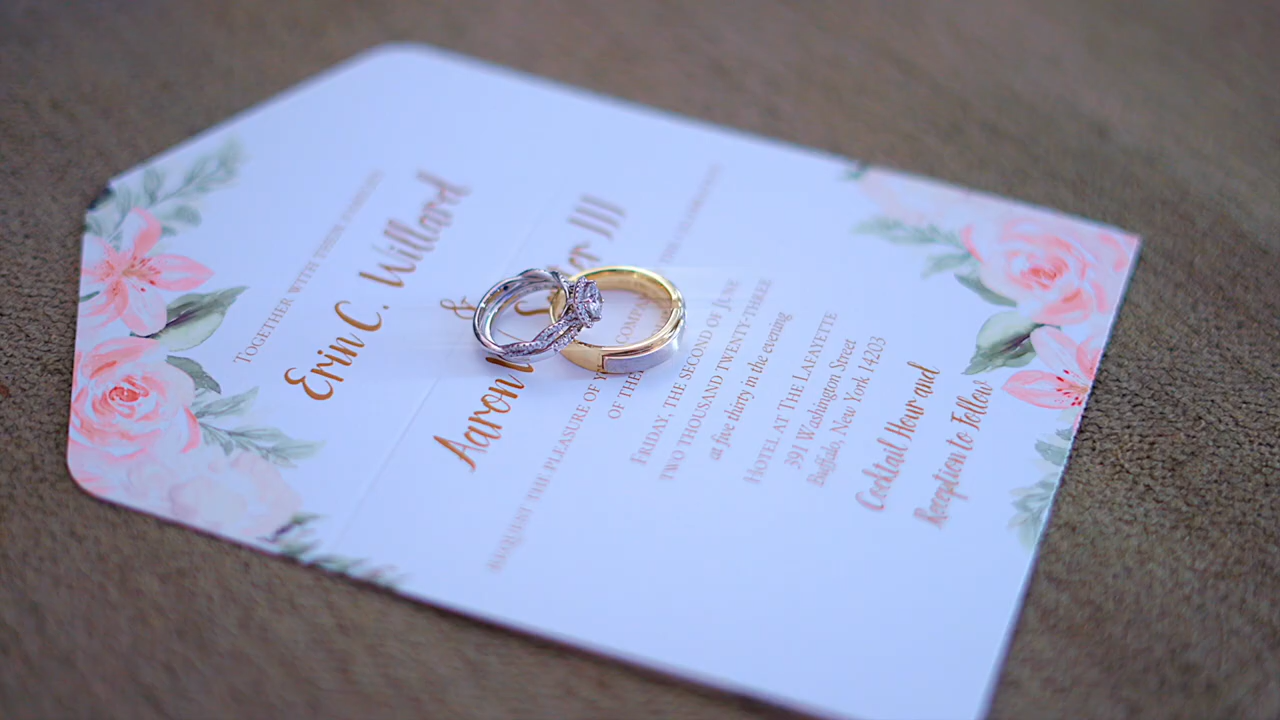 TOGETHER WITH THEIR FAMILIES
Erin C. Willard
&
Aaron III
REQUEST THE PLEASURE OF
OF THE
FRIDAY, THE SECOND OF JUNE
TWO THOUSAND TWENTY-THREE
at five thirty in the evening
HOTEL AT THE LAFAYETTE
391 Washington Street
Buffalo, New York 14203
Cocktail Hour and
Reception to Follow